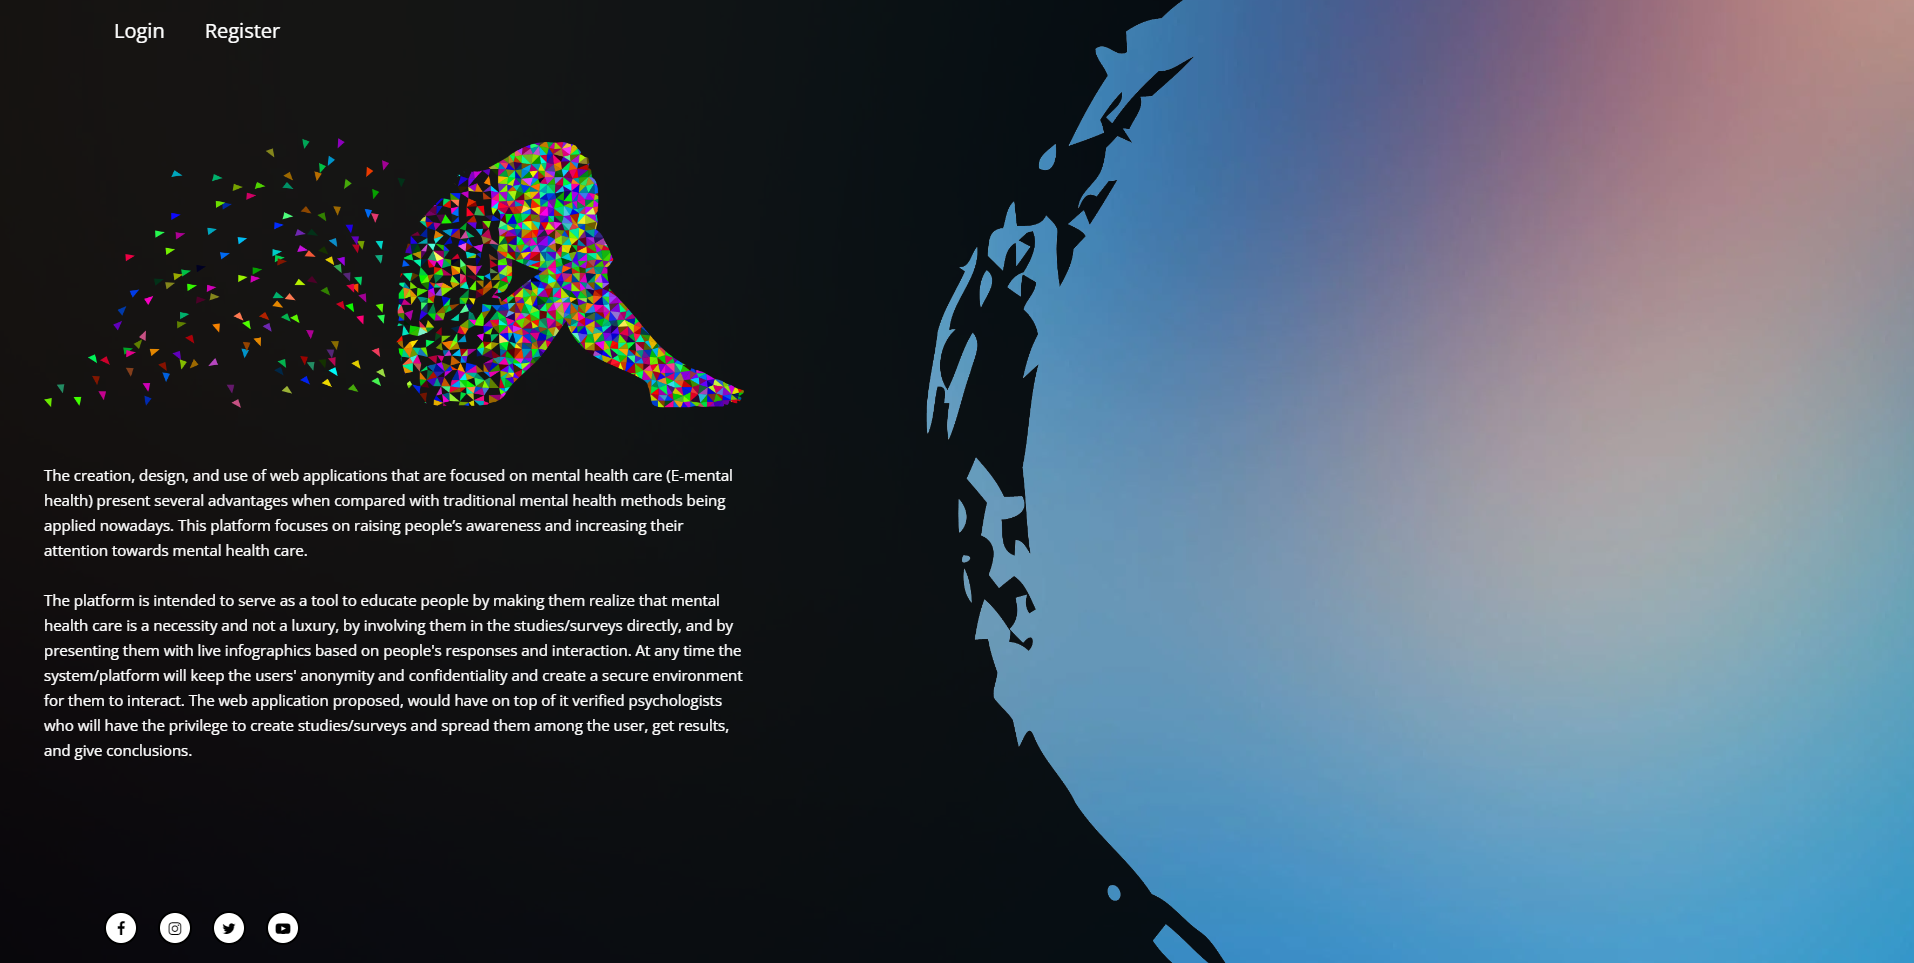 Login Register
The creation, design, and use of web applications that are focused on mental health care (E-mental
health) present several advantages when compared with traditional mental health methods being
applied nowadays. This platform focuses on raising people’s awareness and increasing their
attention towards mental health care.
The platform is intended to serve as a tool to educate people by making them realize that mental
health care is a necessity and not a luxury, by involving them in the studies/surveys directly, and by
presenting them with live infographics based on people's responses and interaction. At any time the
system/platform will keep the users' anonymity and confidentiality and create a secure environment
for them to interact. The web application proposed, would have on top of it verified psychologists
who will have the privilege to create studies/surveys and spread them among the user, get results,
and give conclusions.